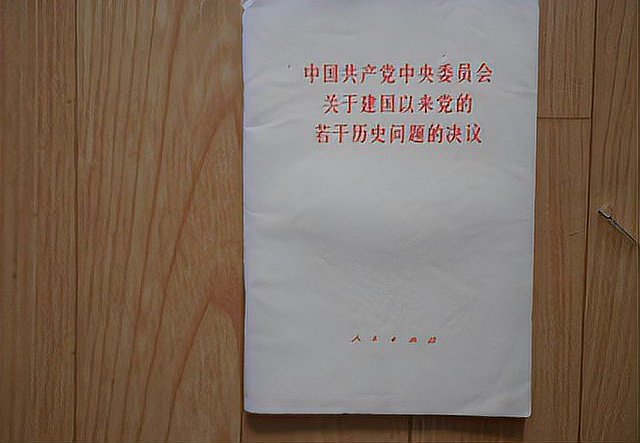 中国共产党中央委员会
关于建国以来党的
若干历史问题的决议
人民出版社